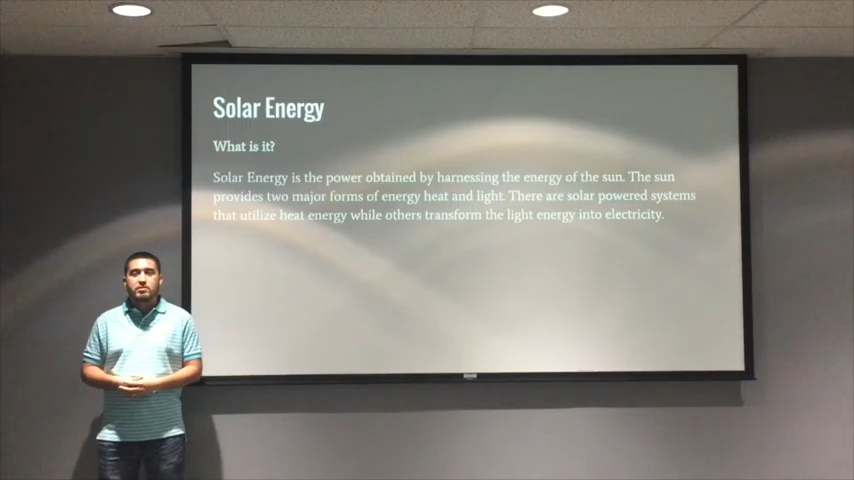 Solar Energy
What is it?
Solar Energy is the power obtained by harnessing the energy of the sun. The sun
provides two major forms of energy heat and light. There are solar powered systems
that utilize heat energy while others transform the light energy into electricity.